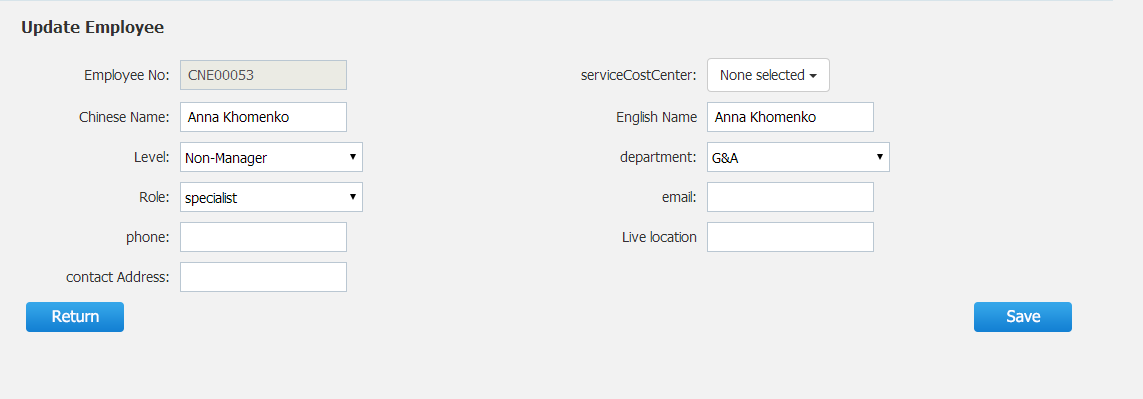 Update Employee
Employee No: CNE00053 serviceCostCenter: None selected
Chinese Name: Anna Khomenko English Name Anna Khomenko
Level: Non-Manager department: G&A
Role: specialist email:
phone: Live location
contact Address:
Return Save